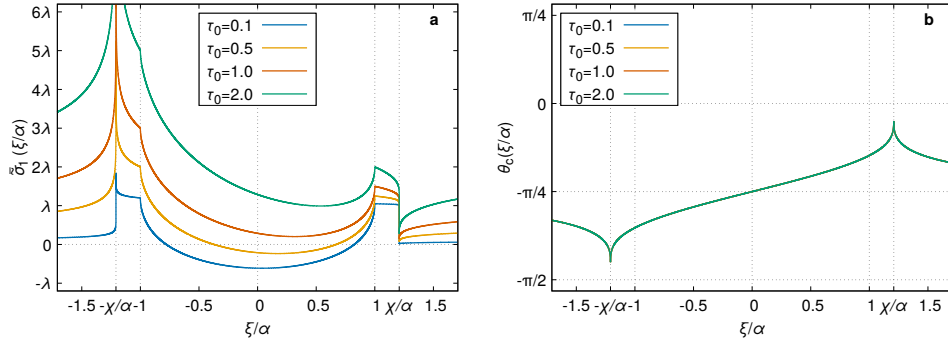 a
τ₀=0.1
τ₀=0.5
τ₀=1.0
τ₀=2.0
6λ
5λ
4λ
3λ
2λ
λ
0
-λ
σ̃̃₁ (ξ/α)
-1.5 -χ/α -1 -0.5 0 0.5 1 χ/α 1.5
ξ/α
b
τ₀=0.1
τ₀=0.5
τ₀=1.0
τ₀=2.0
π/4
0
-π/4
-π/2
θc(ξ/α)
-1.5 -χ/α -1 -0.5 0 0.5 1 χ/α 1.5
ξ/α